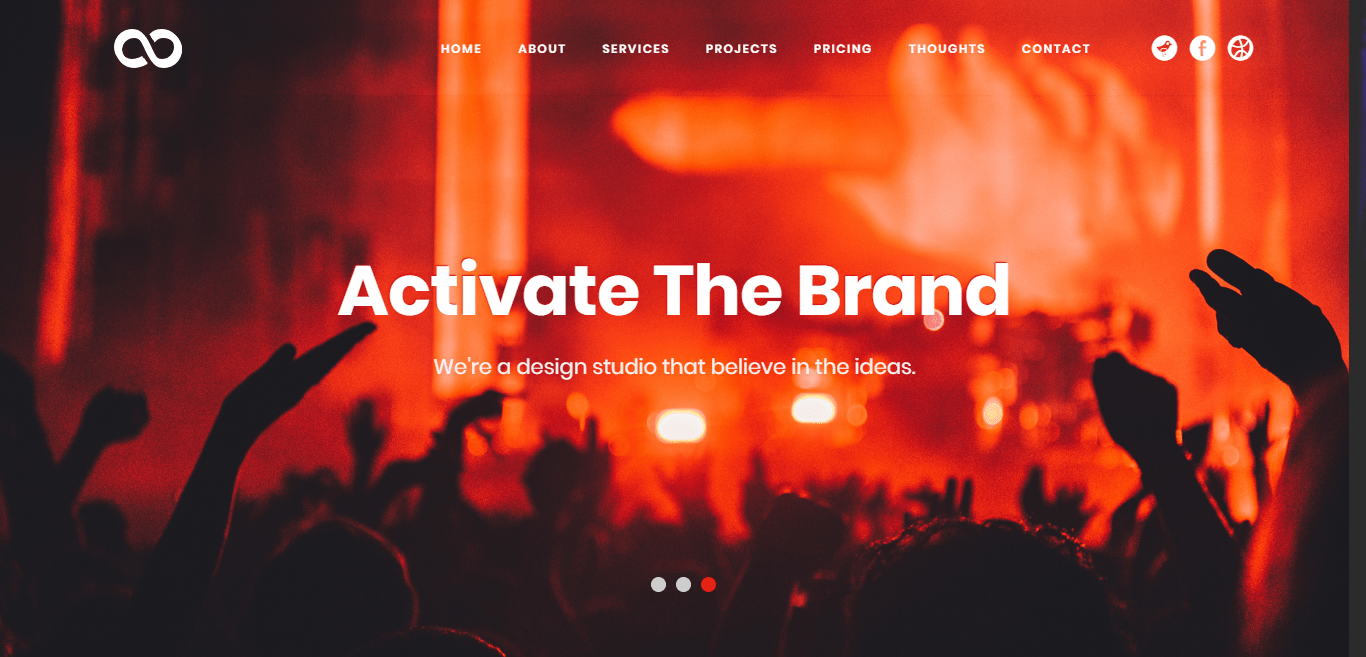 HOME ABOUT SERVICES PROJECTS PRICING THOUGHTS CONTACT
Activate The Brand
We're a design studio that believe in the ideas.